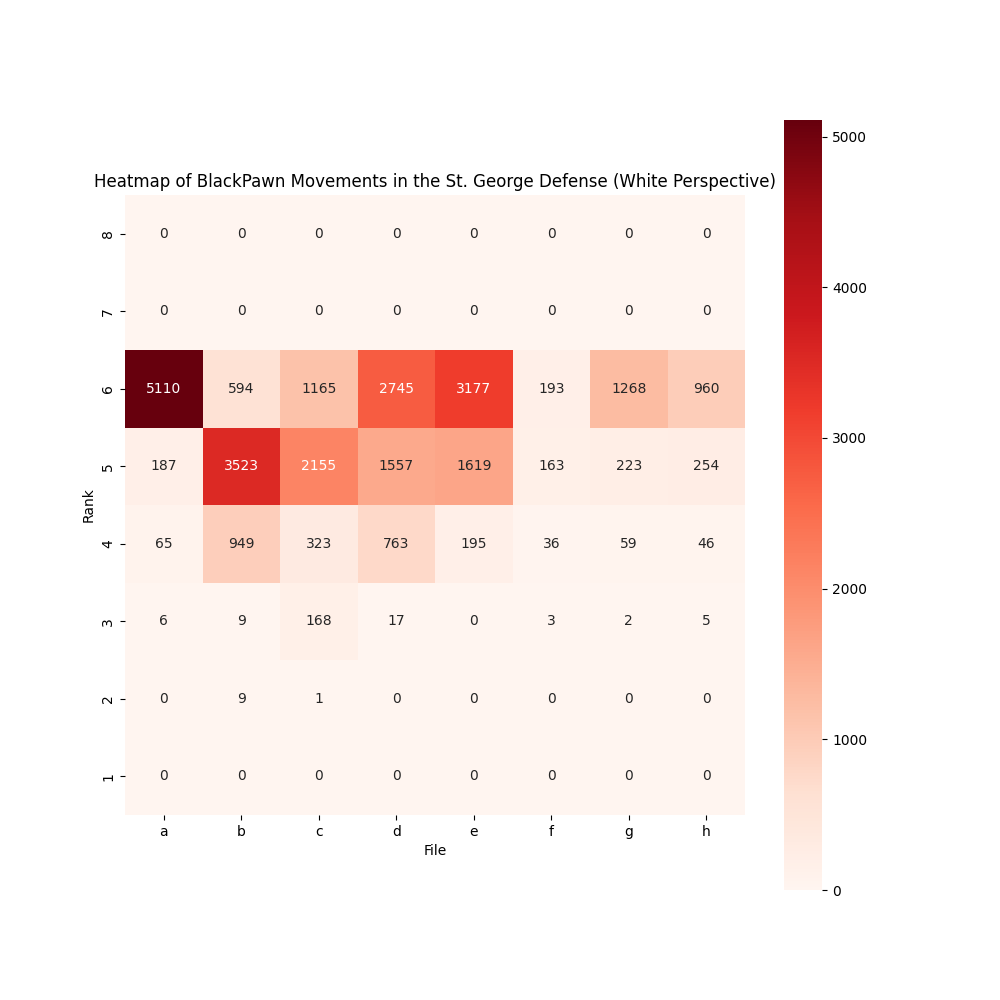 Heatmap of BlackPawn Movements in the St. George Defense (White Perspective)
8 0 0 0 0 0 0 0 0
7 0 0 0 0 0 0 0 0
6 5110 594 1165 2745 3177 193 1268 960
5 187 3523 2155 1557 1619 163 223 254
4 65 949 323 763 195 36 59 46
3 6 9 168 17 0 3 2 5
2 0 9 1 0 0 0 0 0
1 0 0 0 0 0 0 0 0
a b c d e f g h
Rank
File
5000
4000
3000
2000
1000
0